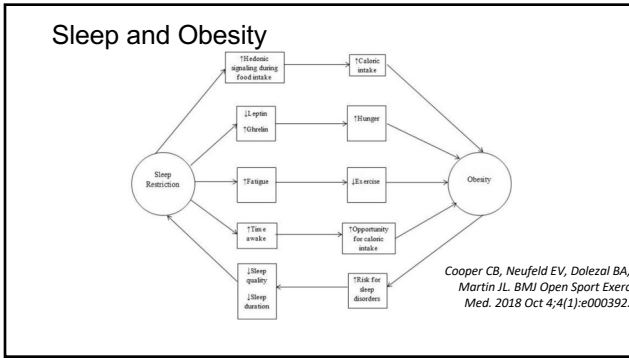 Sleep and Obesity
↑Hedonic
signaling during
food intake
↑Caloric
intake
↓Leptin
↑Ghrelin
↑Hunger
Sleep
Restriction
↑Fatigue
↓Exercise
Obesity
↑Time
awake
↑Opportunity
for caloric
intake
↓Sleep
quality
↓Sleep
duration
↑Risk for
sleep
disorders
Cooper CB, Neufeld EV, Dolezal BA,
Martin JL. BMJ Open Sport Exerc
Med. 2018 Oct 4;4(1):e000392.